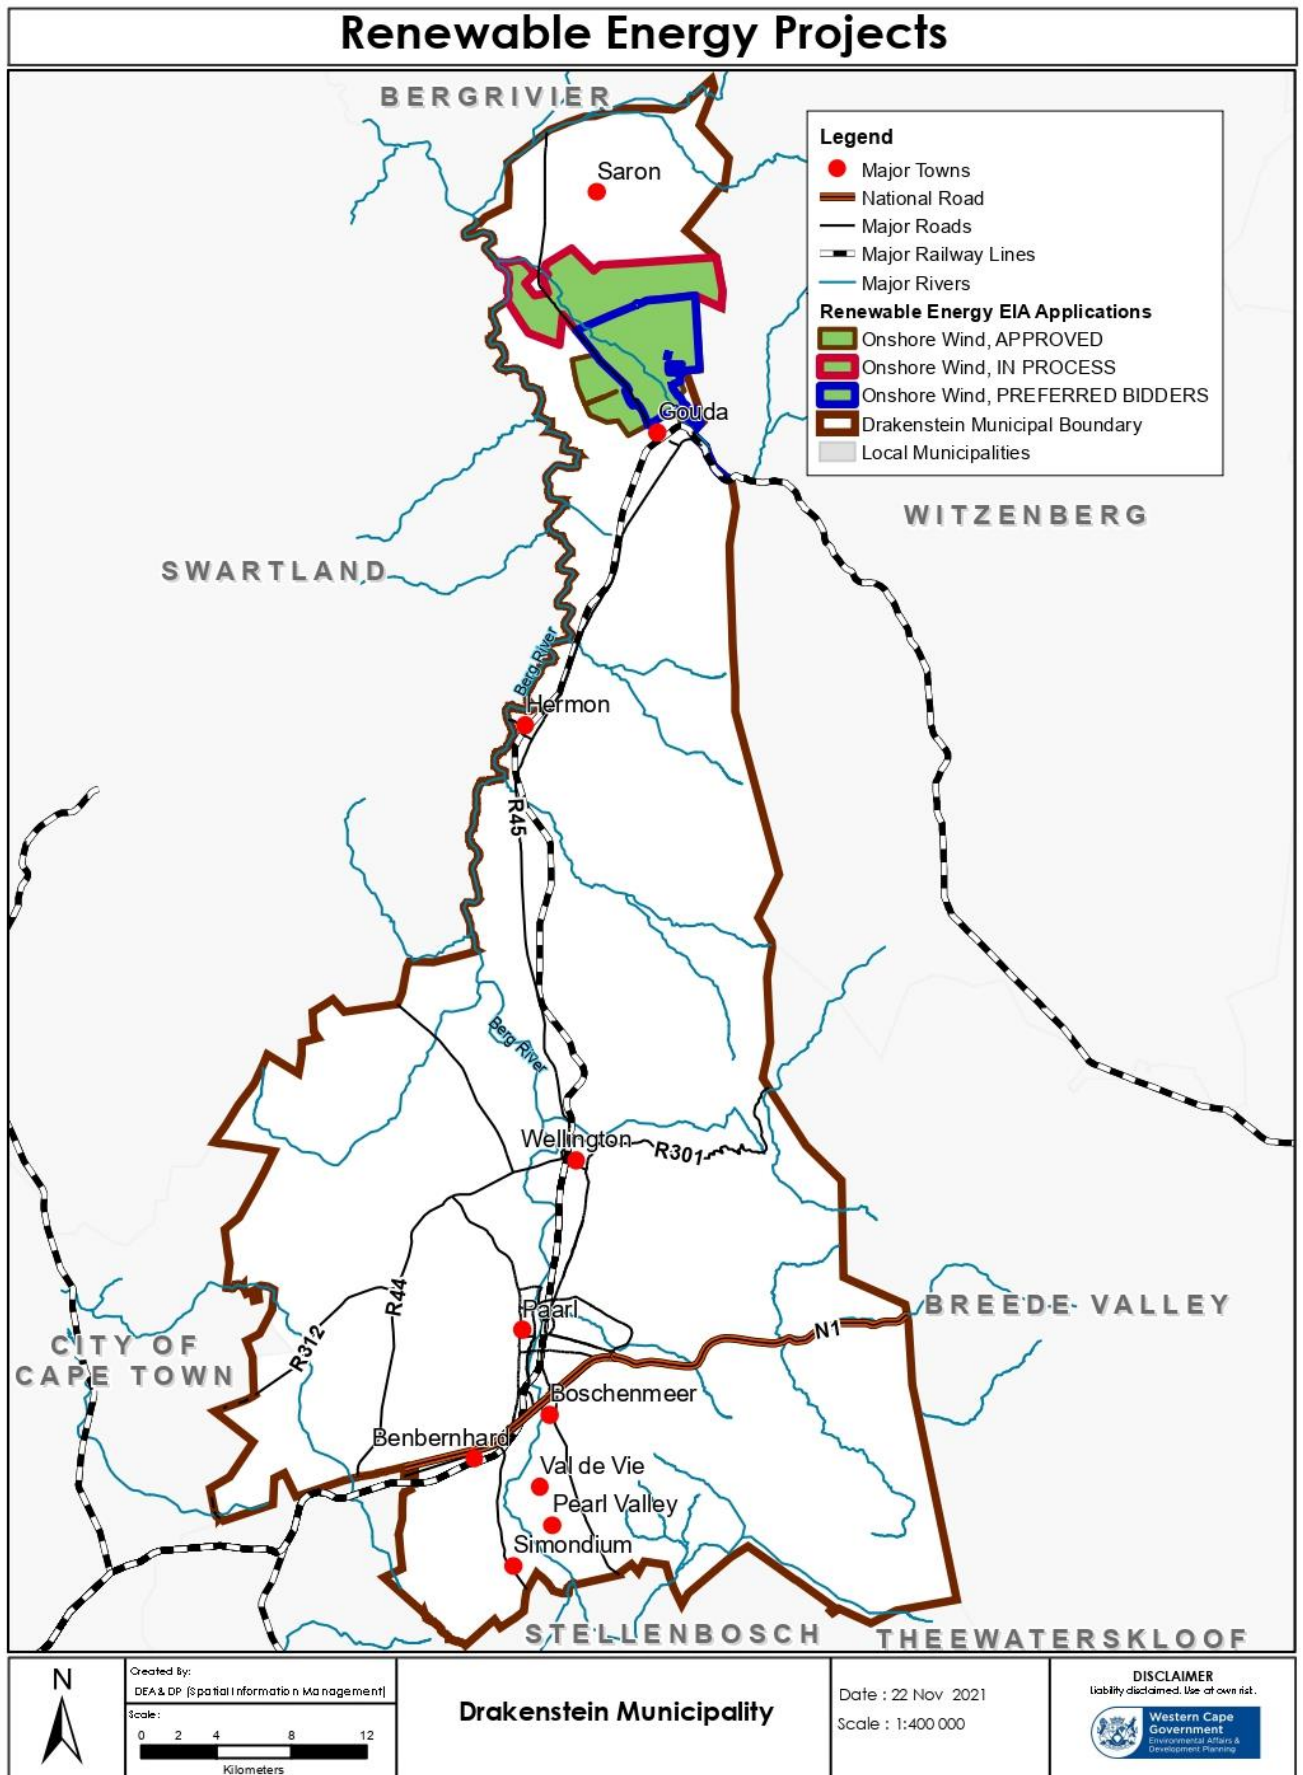 Renewable Energy Projects
BERGRIVIER
Saron
Legend
Major Towns
National Road
Major Roads
Major Railway Lines
Major Rivers
Renewable Energy EIA Applications
Onshore Wind, APPROVED
Onshore Wind, IN PROCESS
Onshore Wind, PREFERRED BIDDERS
Drakenstein Municipal Boundary
Local Municipalities
Gouda
WITZENBERG
SWARTLAND
Berg River
Hermon
R45
Berg River
Wellington
R301
R44
Paarl
BREEDE VALLEY
N1
R312
CITY OF
CAPE TOWN
Boschenmeer
Benbernhard
Val de Vie
Pearl Valley
Simondium
STELLENBOSCH
THEEWATERSKLOOF
N
Created By:
DEA & DP (Spatial Information Management)
Scale:
0 2 4 8 12
Kilometers
Drakenstein Municipality
Date : 22 Nov 2021
Scale : 1:400 000
DISCLAIMER
Liability disclaimed. Use at own risk.
Western Cape
Government
Environmental Affairs &
Development Planning